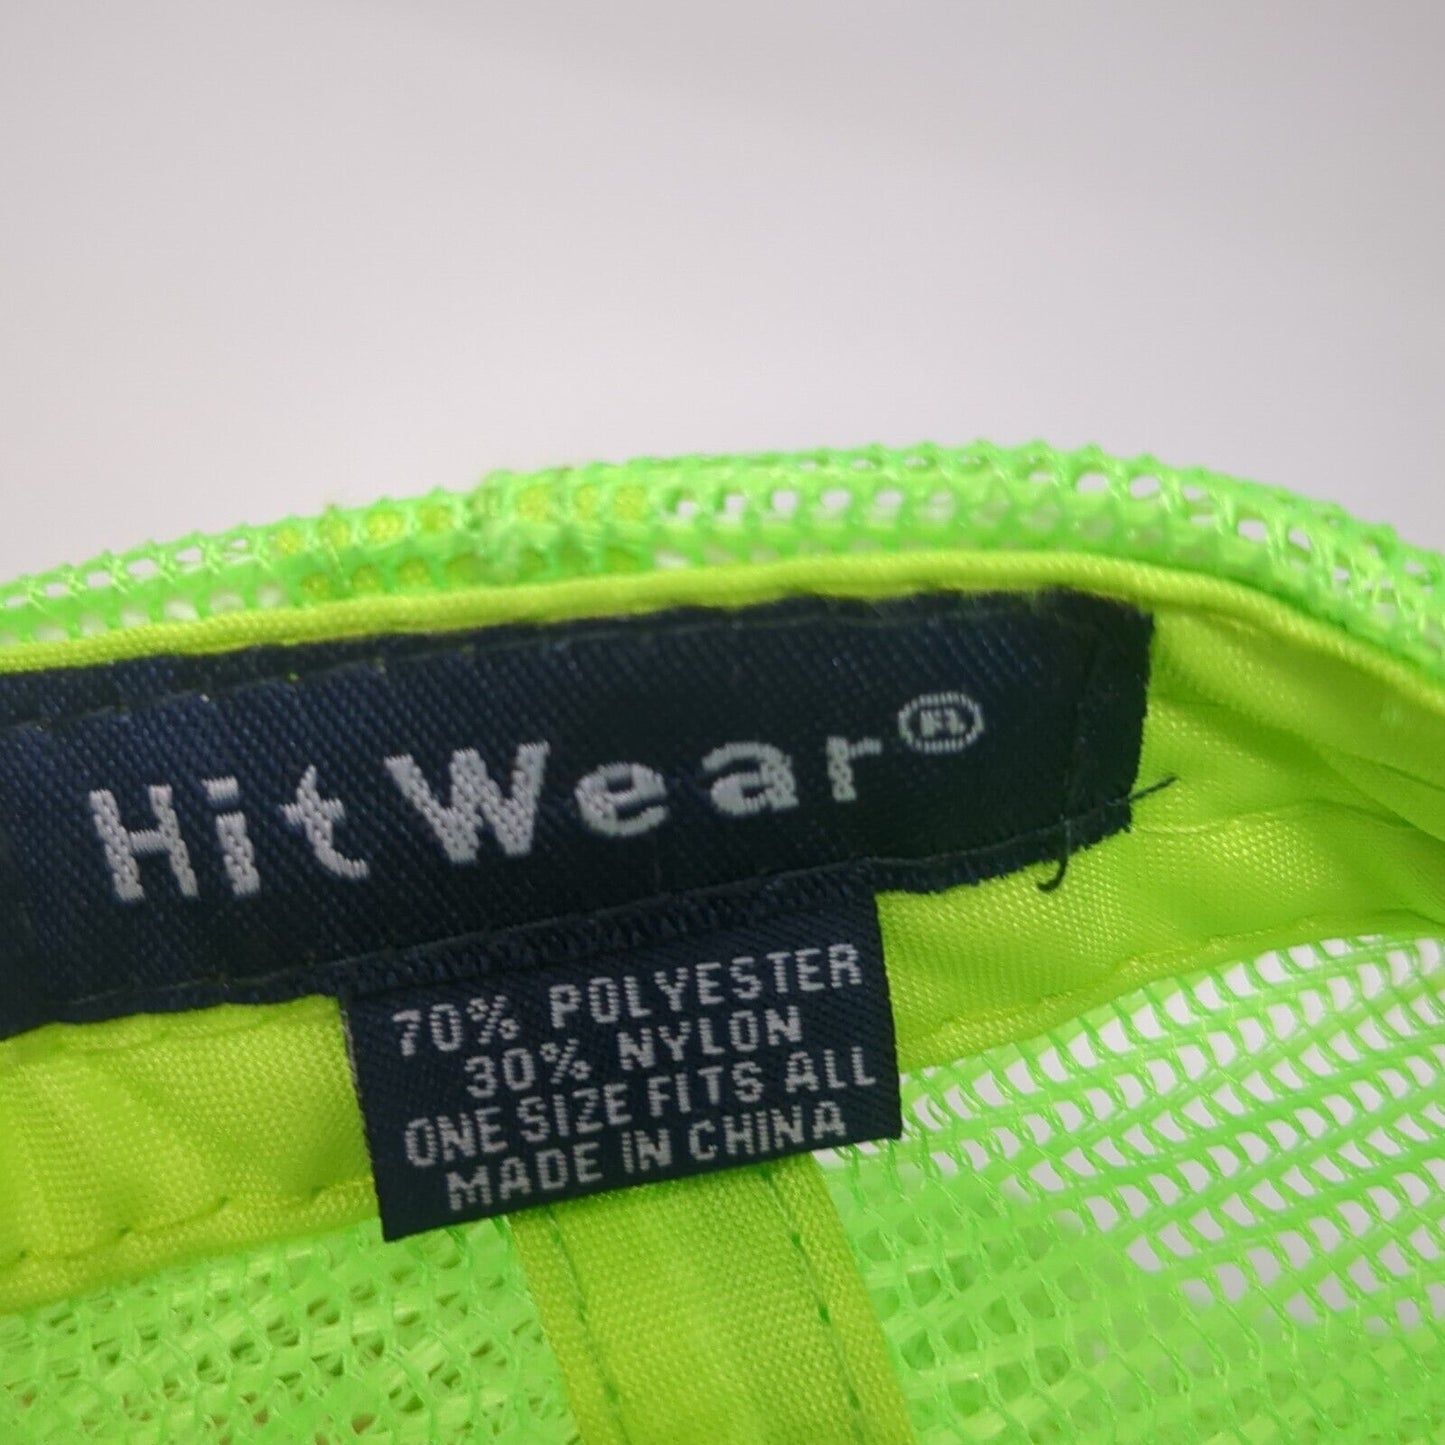 HitWear®
70% POLYESTER
30% NYLON
ONE SIZE FITS ALL
MADE IN CHINA